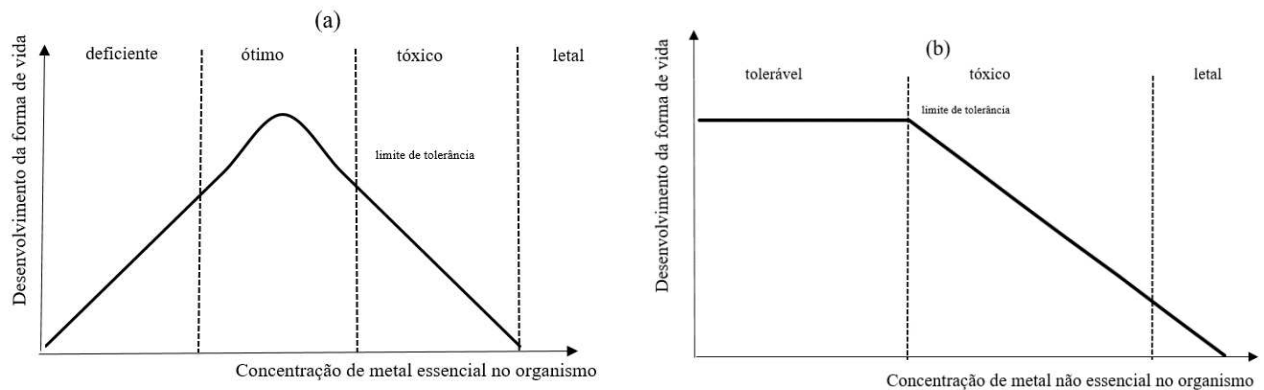 (a)
Desenvolvimento da forma de vida
deficiente
ótimo
tóxico
letal
limite de tolerância
Concentração de metal essencial no organismo
(b)
Desenvolvimento da forma de vida
tolerável
tóxico
letal
limite de tolerância
Concentração de metal não essencial no organismo